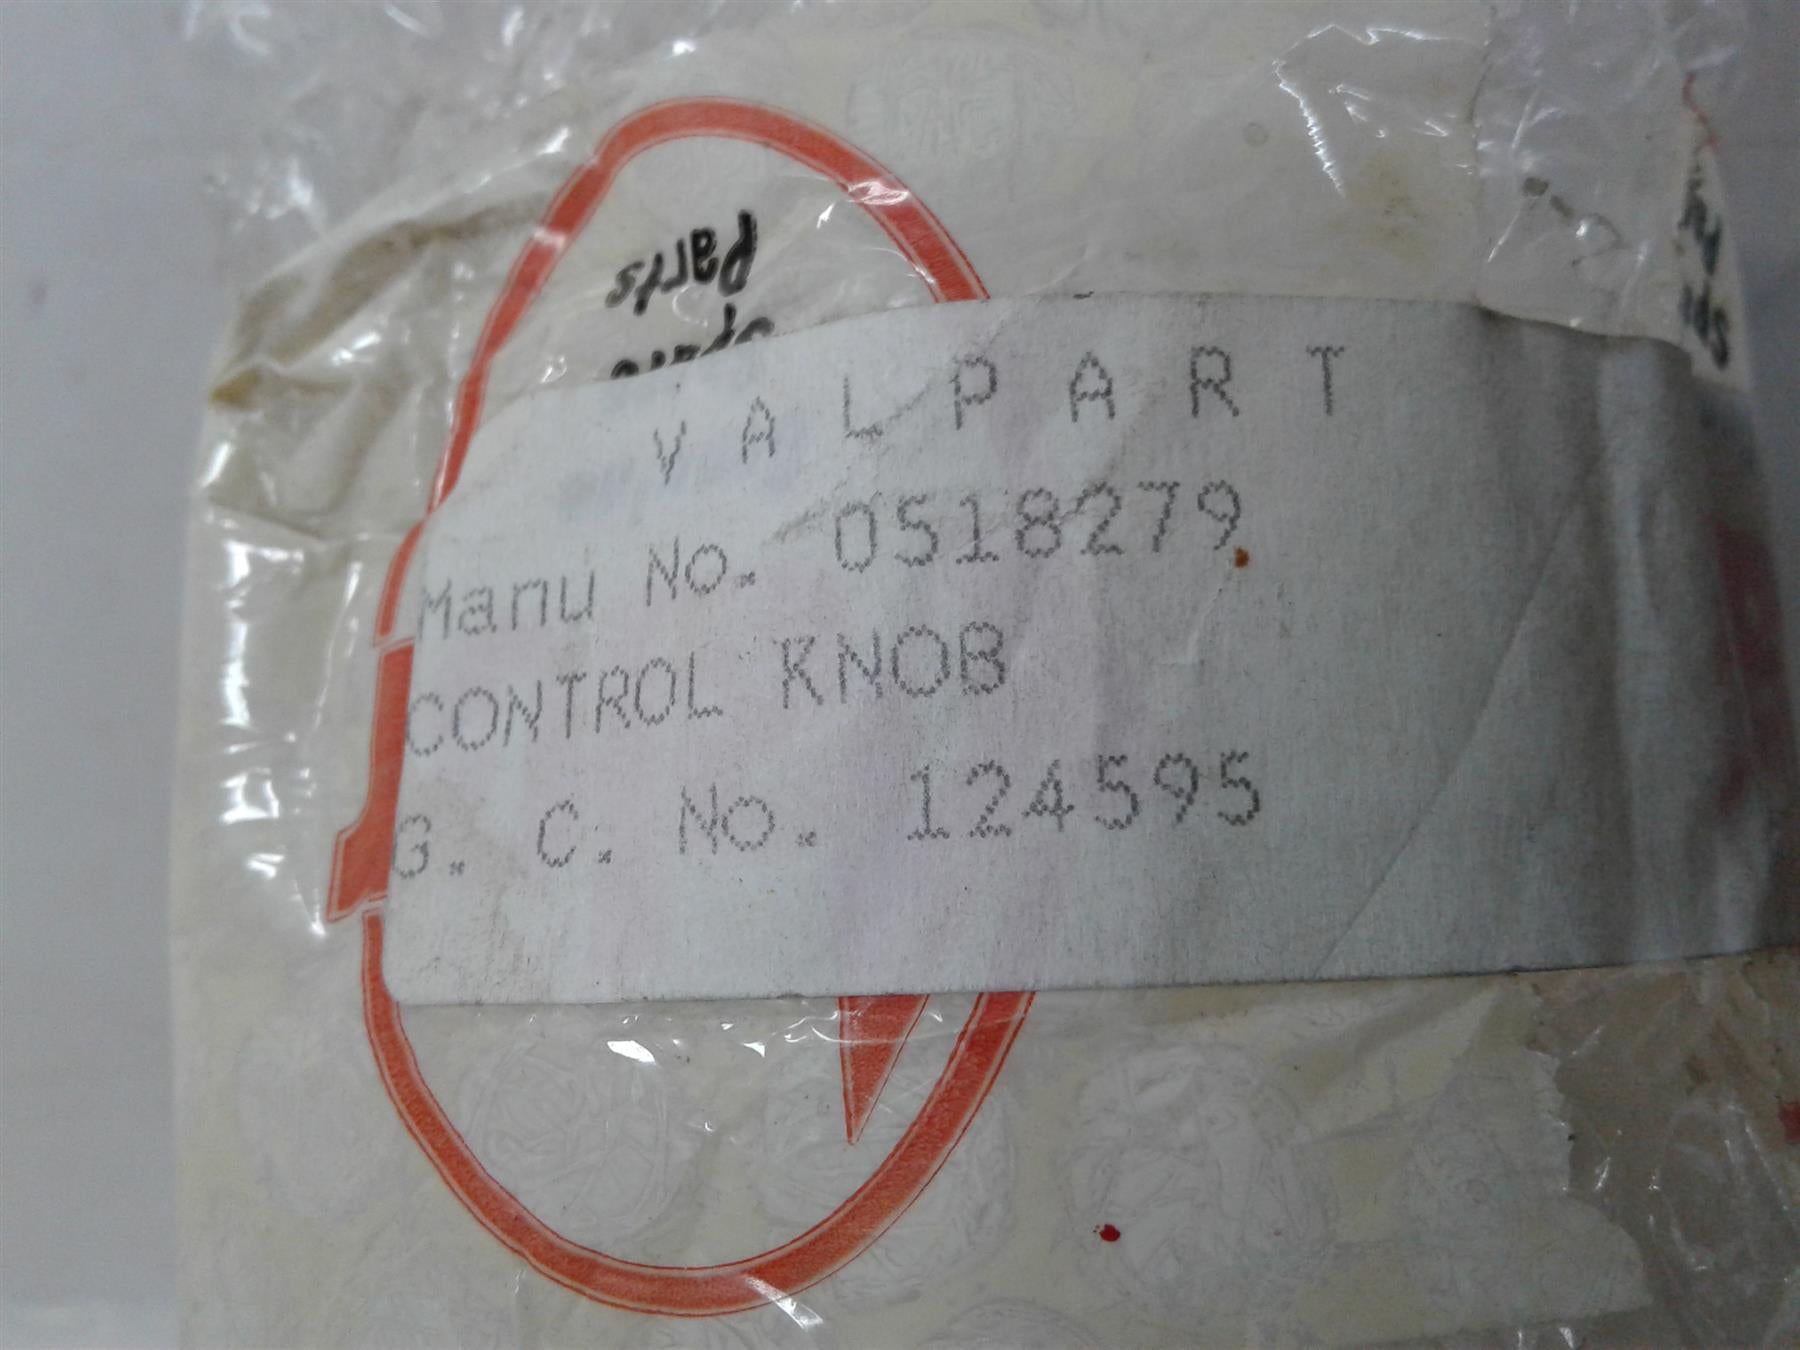 Parts
VALPART
Manu No. 0518279
CONTROL KNOB
G. C. No. 124595